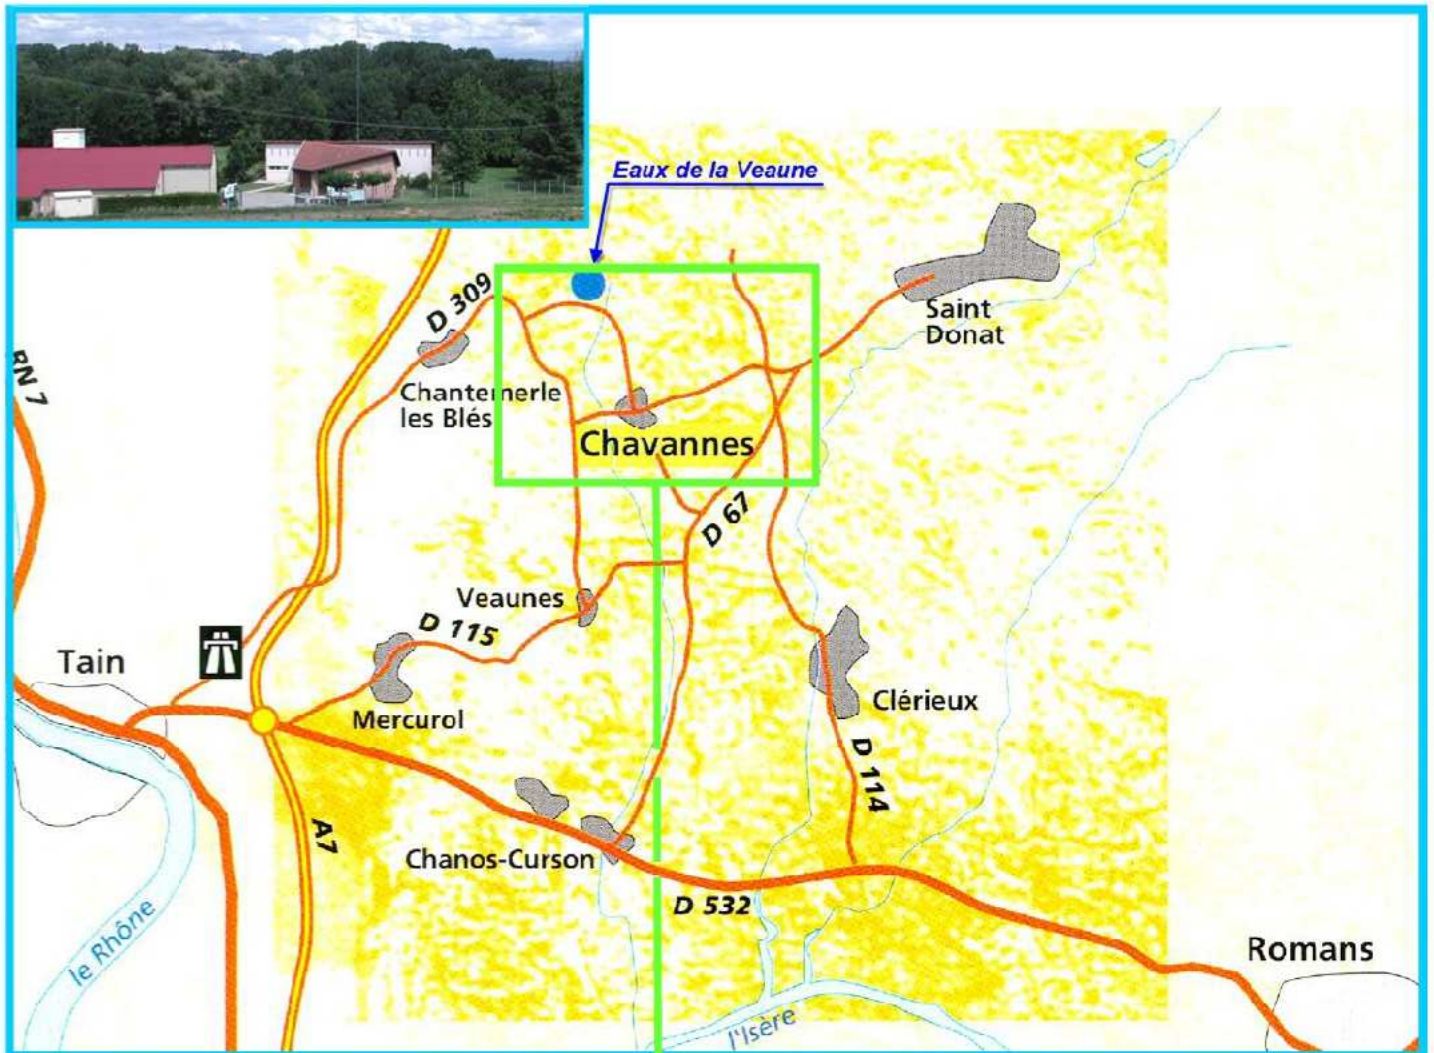 Eaux de la Veaune
D 309
Saint
Donat
RN 7
Chantemerle
les Blés
Chavannes
D 67
Veaunes
D 115
Tain
Mercurol
Clérieux
D 114
A7
Chanos-Curson
D 532
le Rhône
Romans
l'Isère